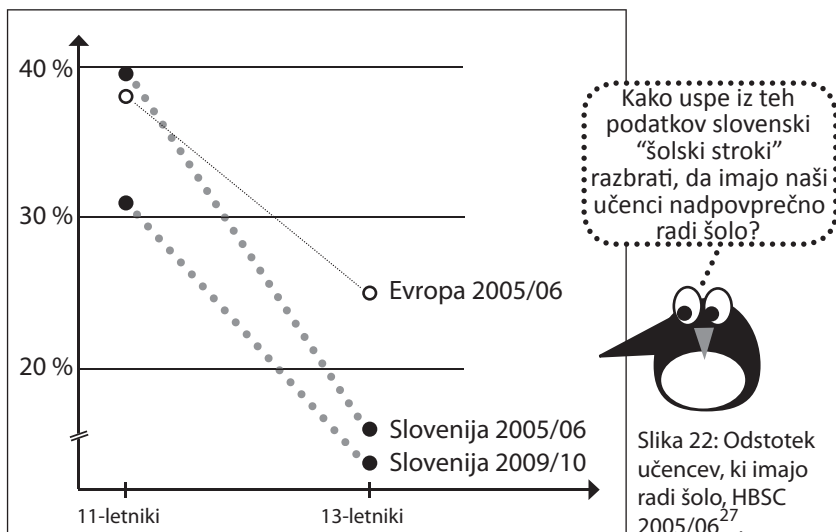 40 %
30 %
20 %
Evropa 2005/06
Slovenija 2005/06
Slovenija 2009/10
11-letniki
13-letniki
Kako uspe iz teh
podatkov slovenski
“šolski stroki”
razbrati, da imajo naši
učenci nadpovprečno
radi šolo?
Slika 22: Odstotek
učencev, ki imajo
radi šolo, HBSC
2005/06²⁷.